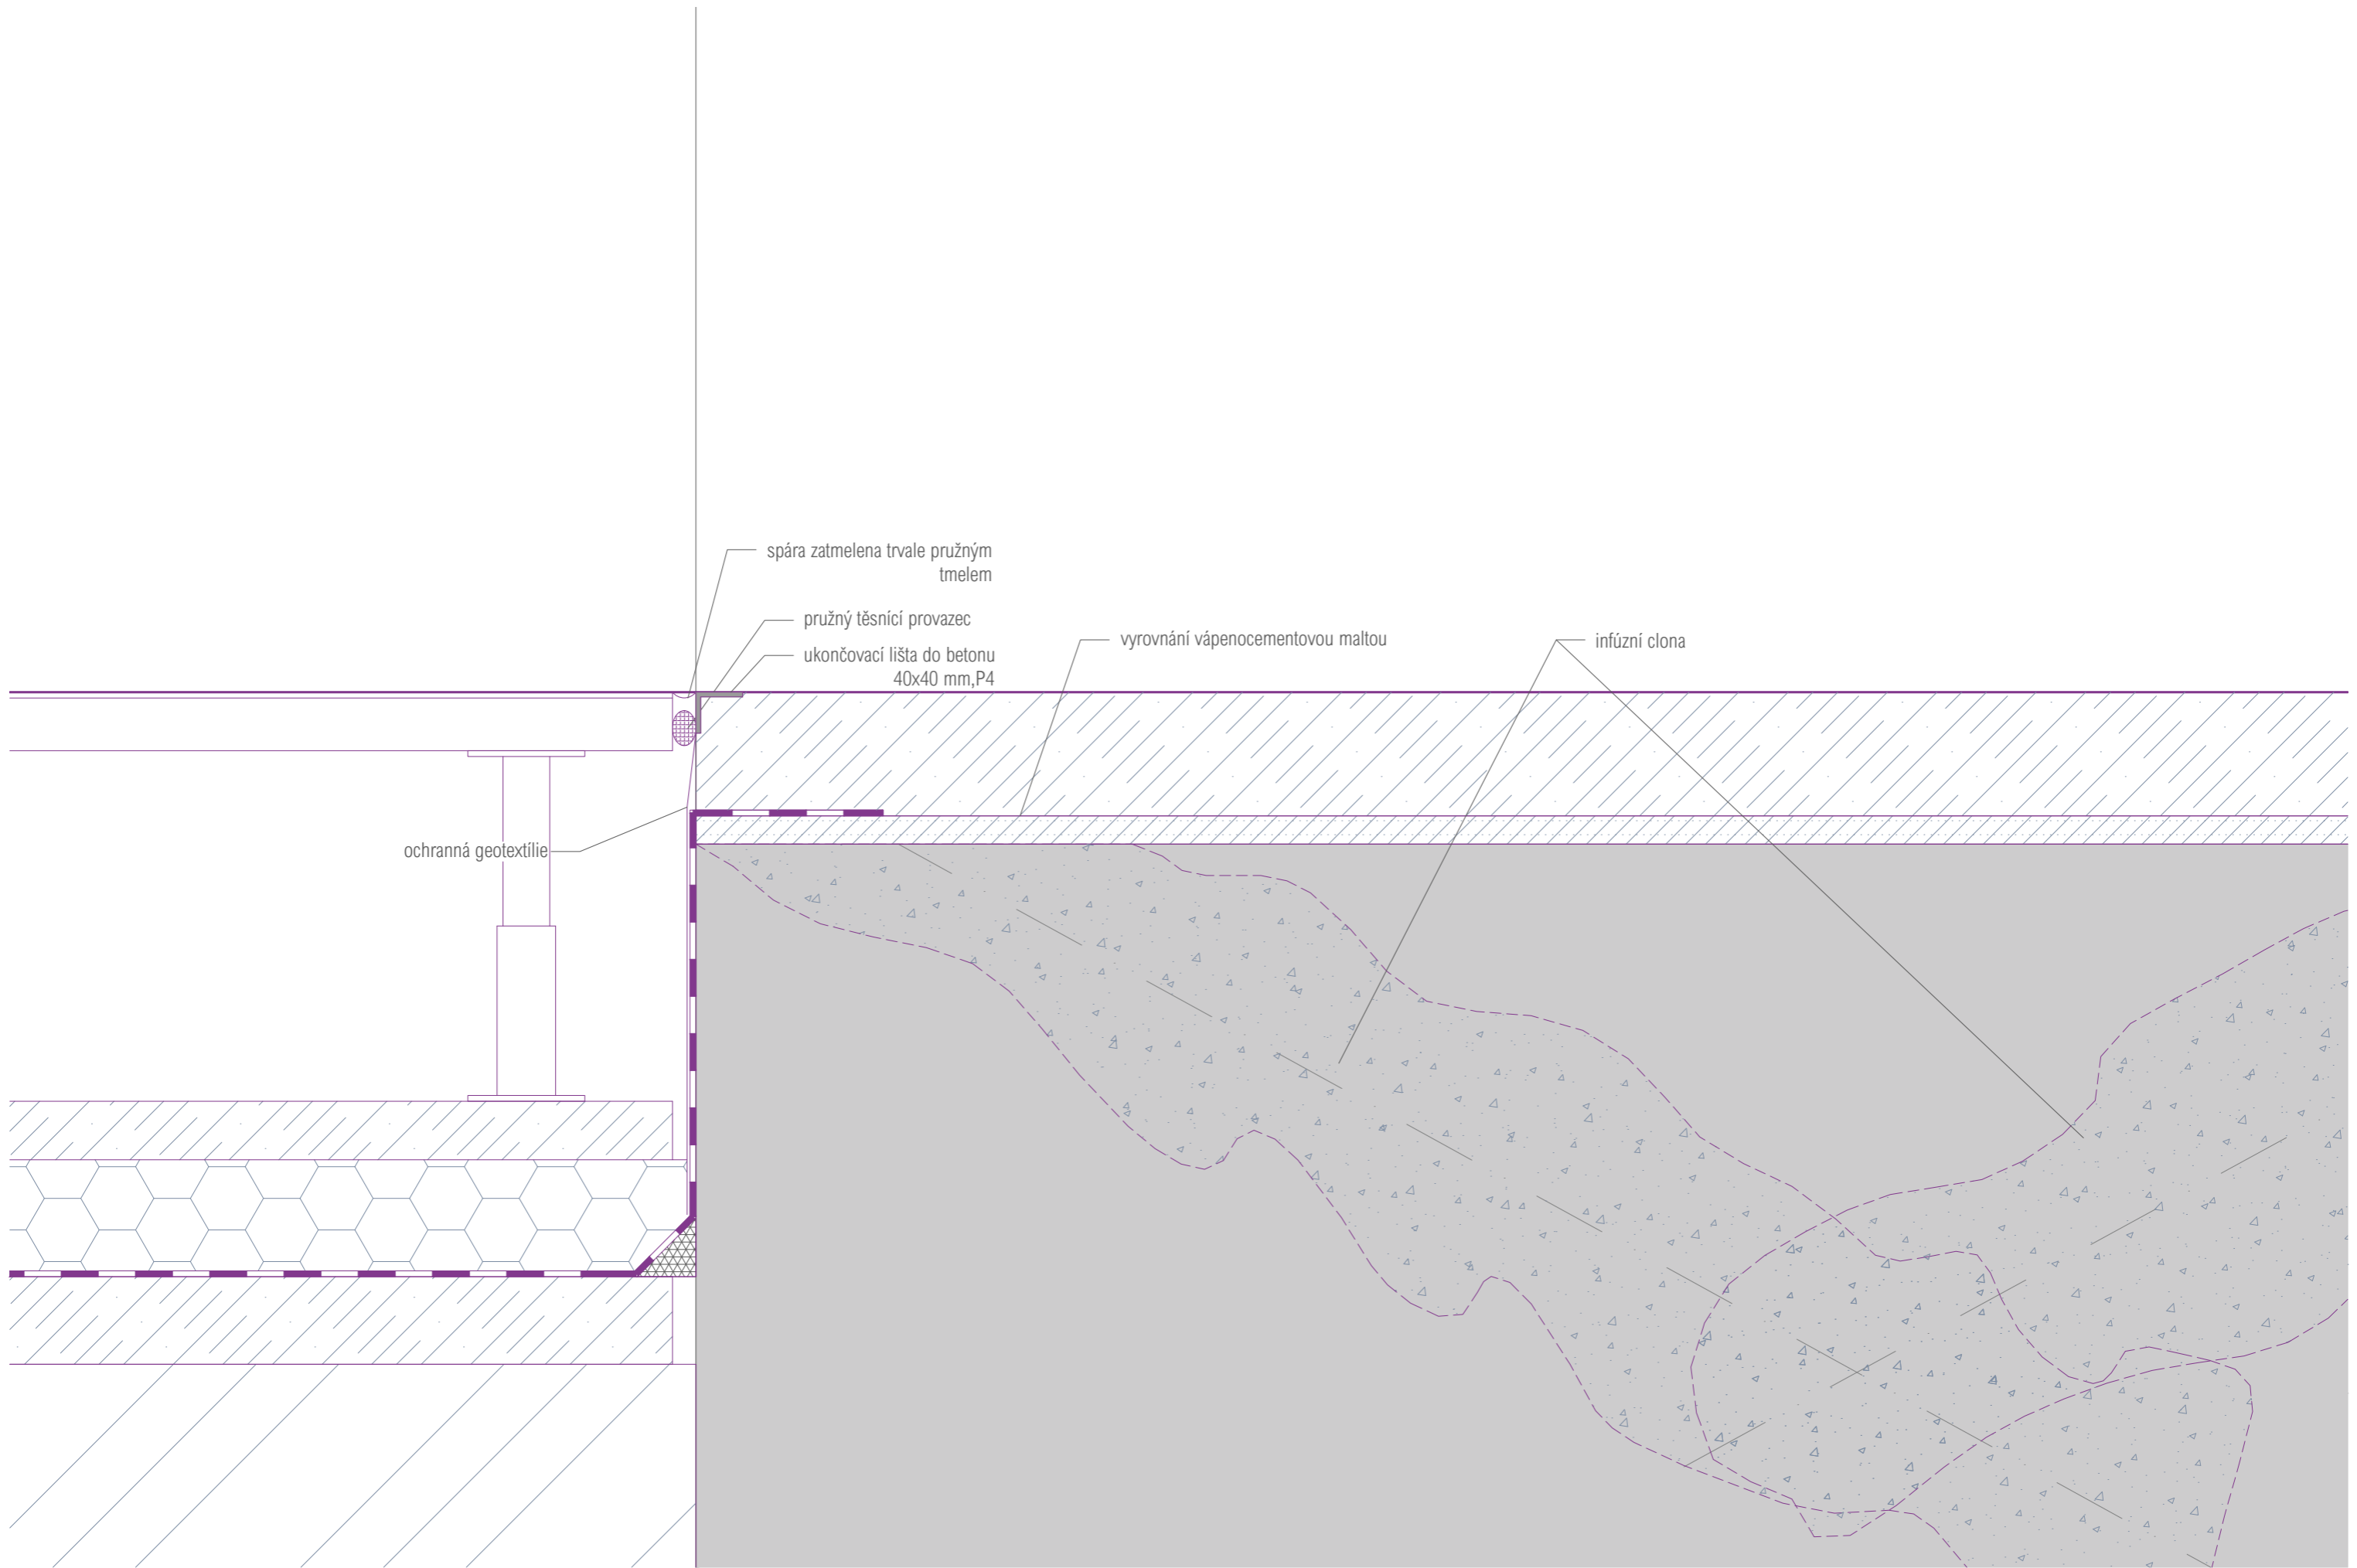 spára zatmelena trvale pružným
tmelem
pružný těsnící provazec
ukončovací lišta do betonu
40x40 mm,P4
vyrovnání vápenocementovou maltou
infúzní clona
ochranná geotextílie